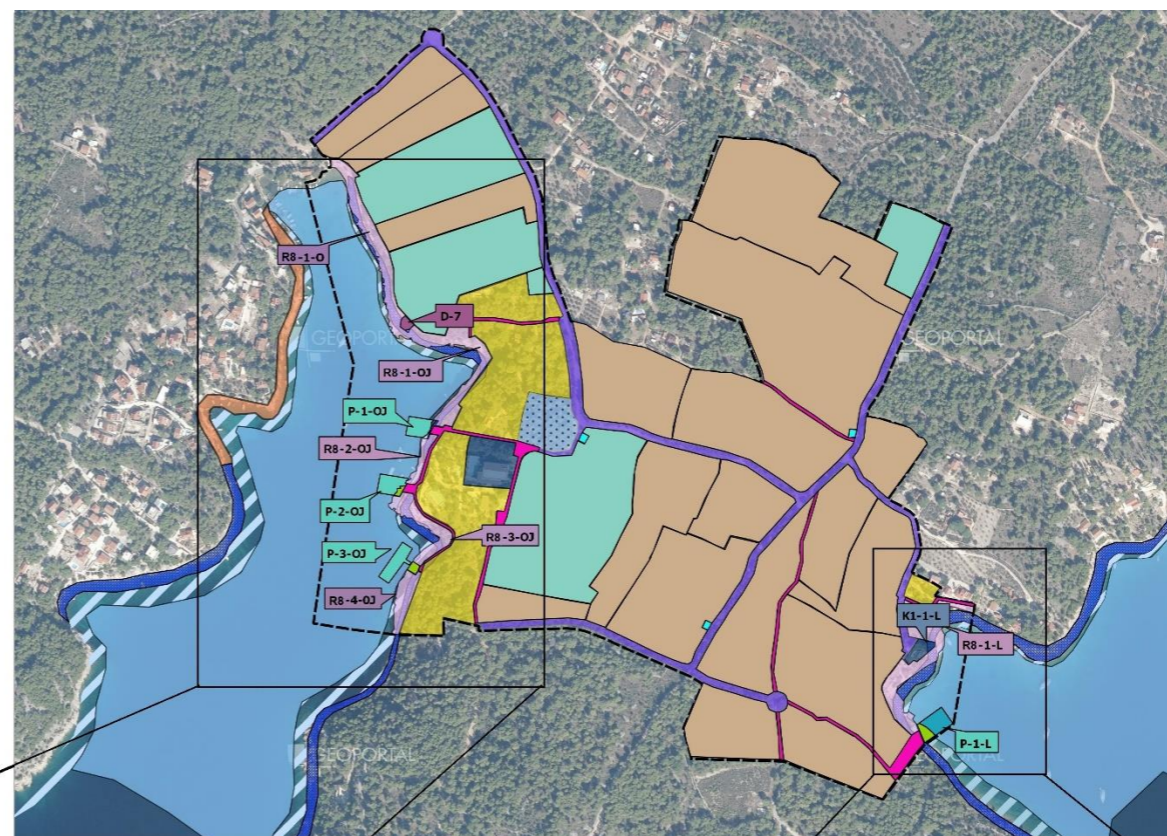 R8-1-O
D-7
GEOPORTAL
GEOPORTAL
R8-1-OJ
P-1-OJ
R8-2-OJ
P-2-OJ
R8-3-OJ
P-3-OJ
R8-4-OJ
K1-1-L
R8-1-L
P-1-L
GEOPORTAL
GEOPORTAL